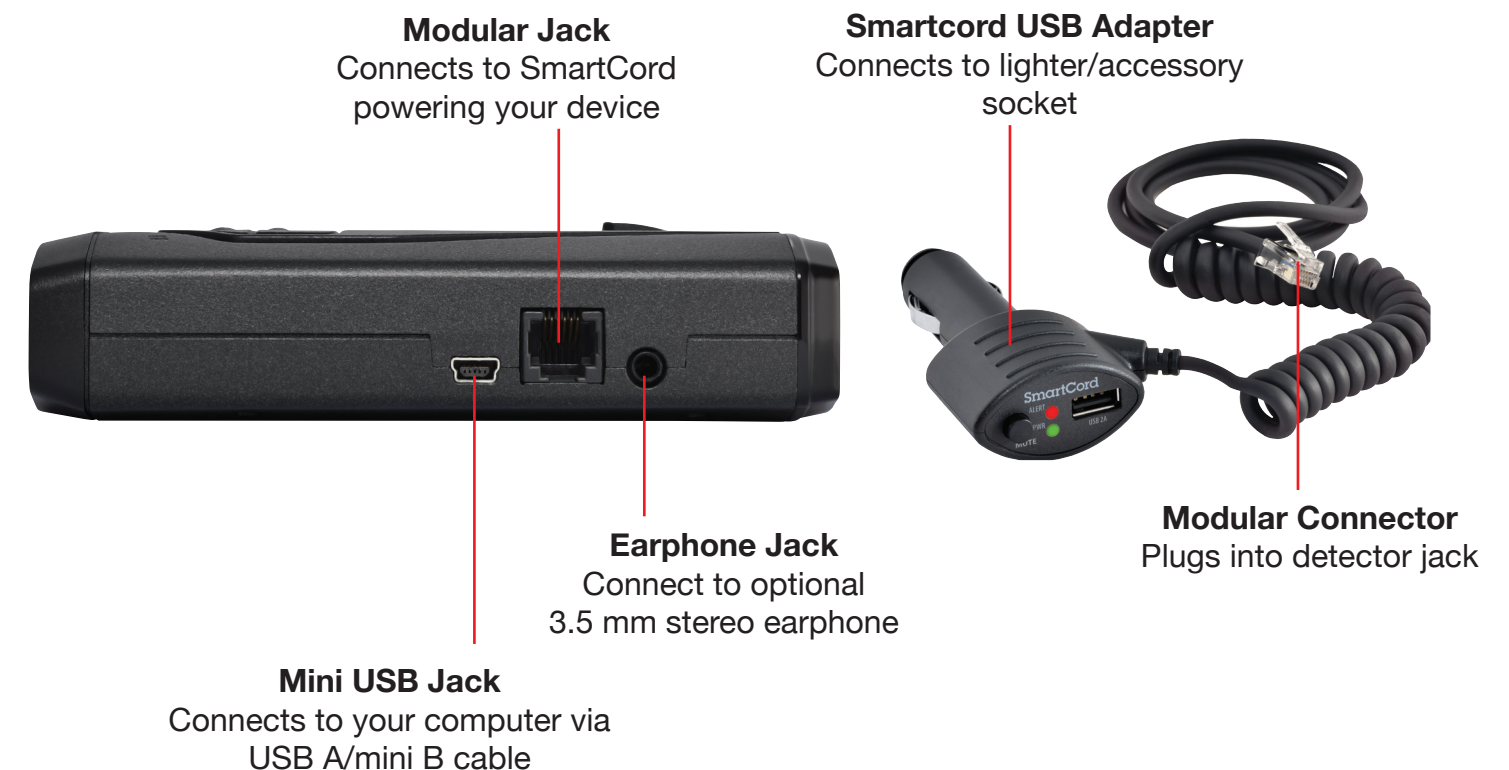 Modular Jack
Connects to SmartCord
powering your device
Smartcord USB Adapter
Connects to lighter/accessory
socket
SmartCord
ALERT
PWR
MUTE
USB 2A
Earphone Jack
Connect to optional
3.5 mm stereo earphone
Modular Connector
Plugs into detector jack
Mini USB Jack
Connects to your computer via
USB A/mini B cable